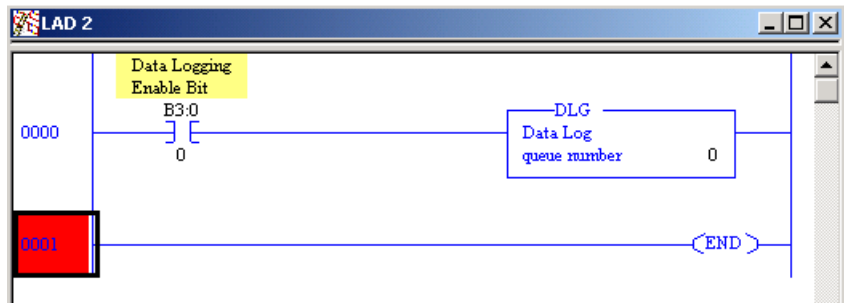 LAD 2
Data Logging
Enable Bit
B3:0
0000
0
DLG
Data Log
queue number 0
0001
END